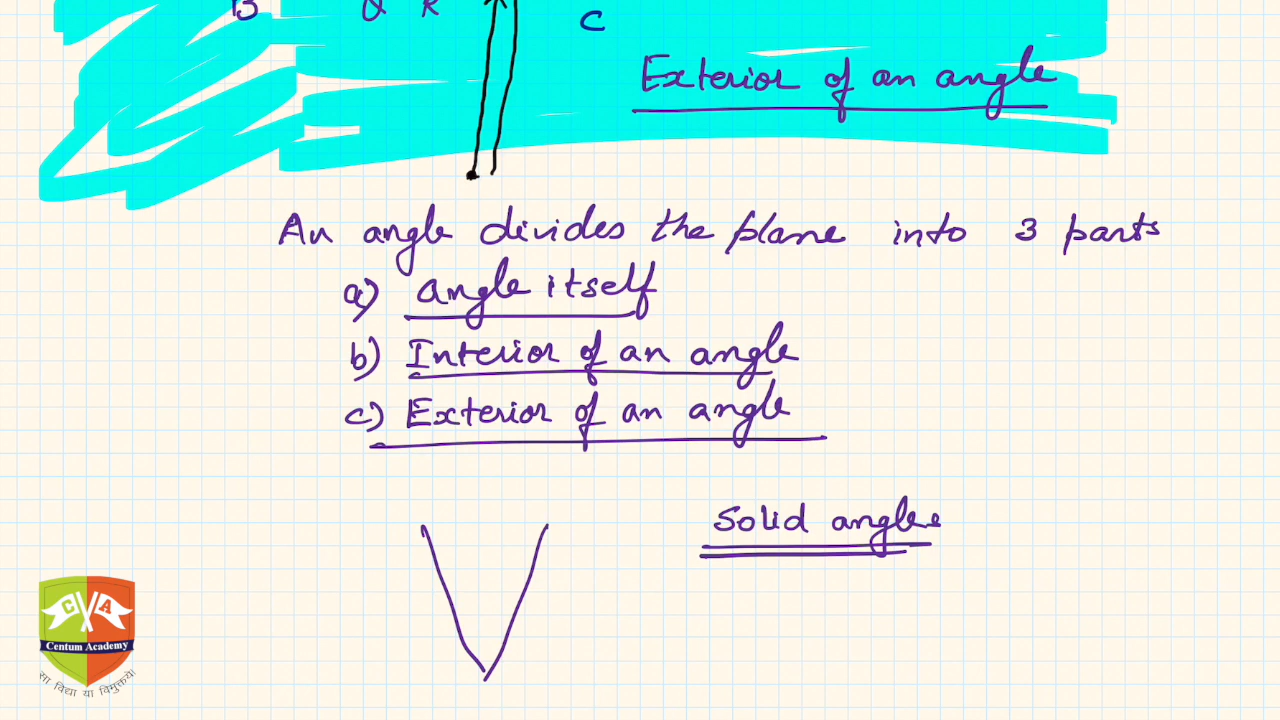 B Q R C
Exterior of an angle
An angle divides the plane into 3 parts
a) angle itself
b) Interior of an angle
c) Exterior of an angle
Solid angle
C A
Centum Academy
सा विद्या या विमुक्तये।